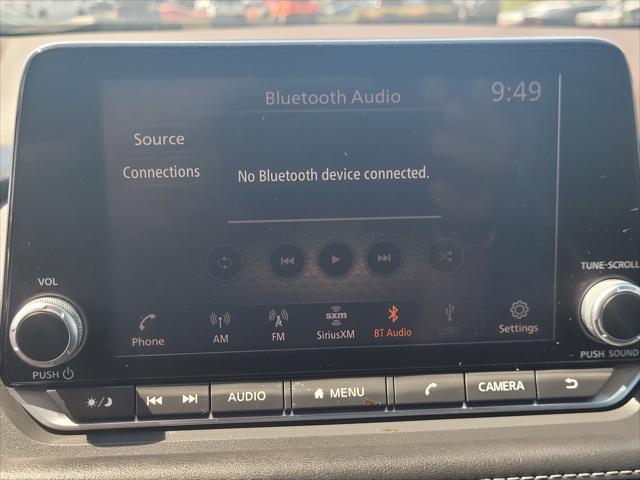 Bluetooth Audio
9:49
Source
Connections
No Bluetooth device connected.
VOL
TUNE-SCROLL
Phone
AM
FM
sxm
SiriusXM
BT Audio
USB1
Settings
PUSH
PUSH SOUND
AUDIO
MENU
CAMERA